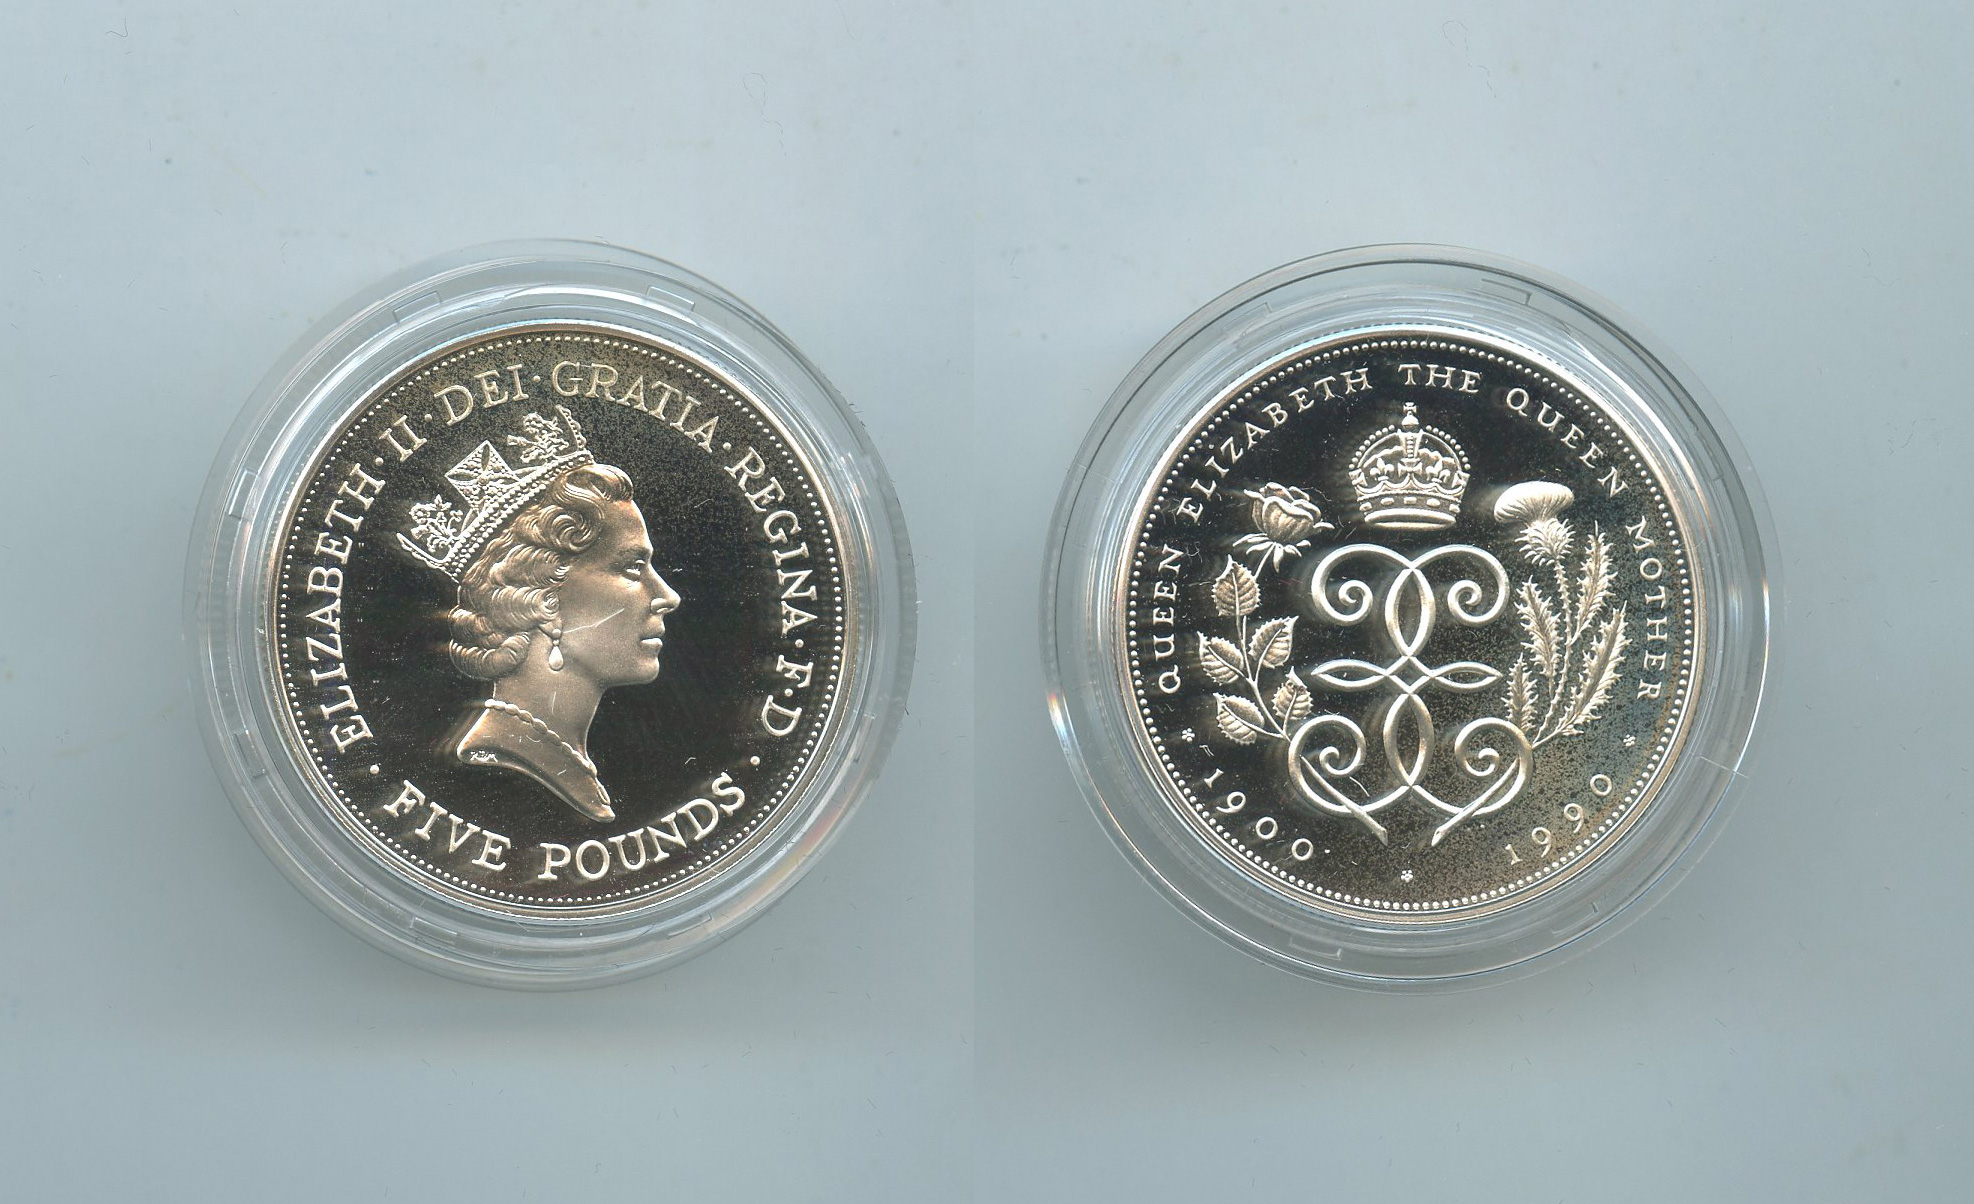 ELIZABETH·II·DEI·GRATIA·REGINA·F·D·
FIVE POUNDS
QUEEN ELIZABETH THE QUEEN MOTHER
1900
1990